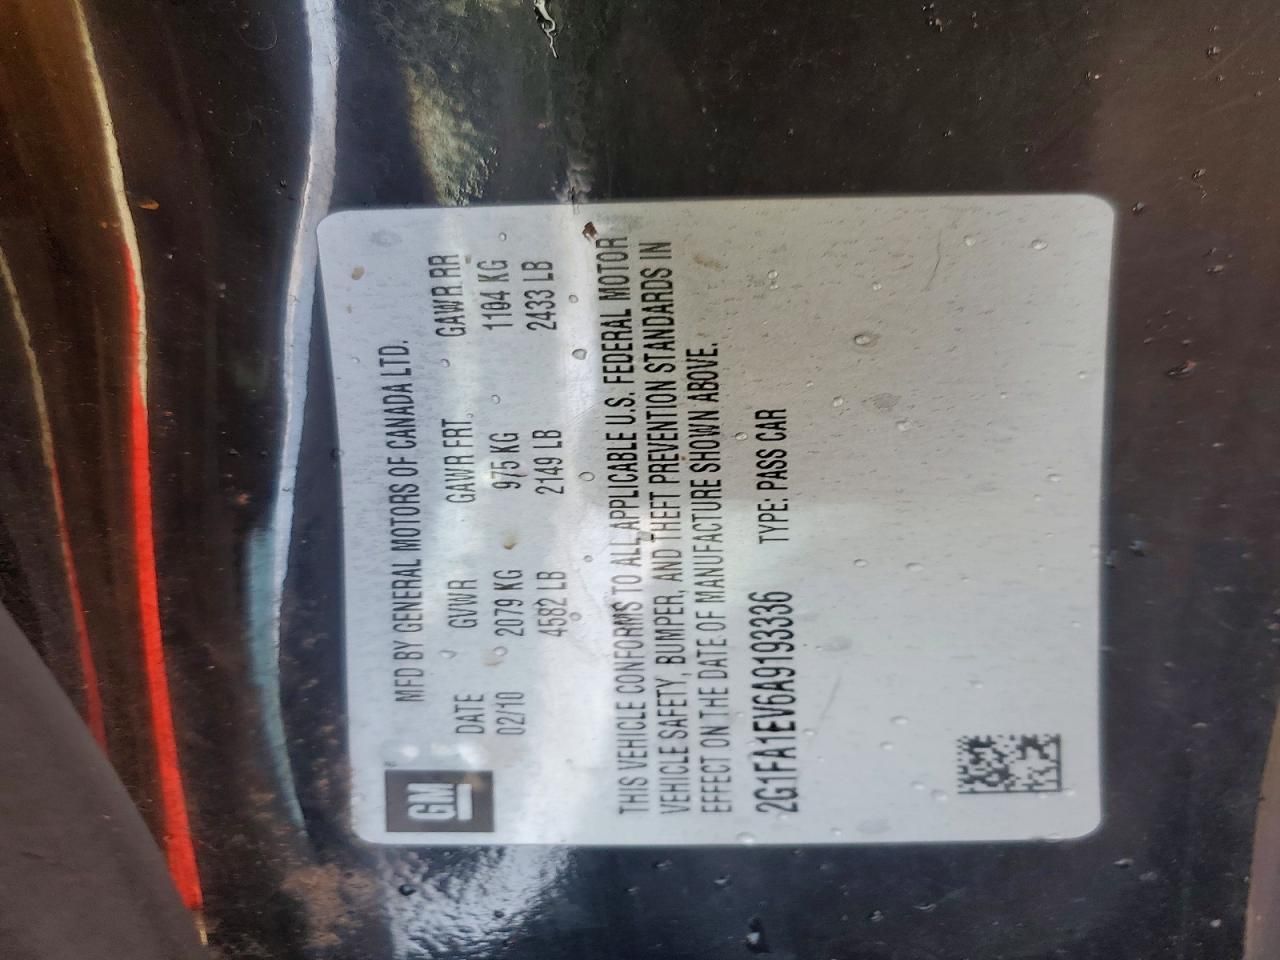 GM
MFD BY GENERAL MOTORS OF CANADA LTD.
DATE GVWR GAWR FRT. GAWR RR
02/10 2079 KG 975 KG 1104 KG
4582 LB 2149 LB 2433 LB
THIS VEHICLE CONFORMS TO ALL APPLICABLE U.S. FEDERAL MOTOR
VEHICLE SAFETY, BUMPER, AND THEFT PREVENTION STANDARDS IN
EFFECT ON THE DATE OF MANUFACTURE SHOWN ABOVE.
2G1FA1EV6A9193336 TYPE: PASS CAR